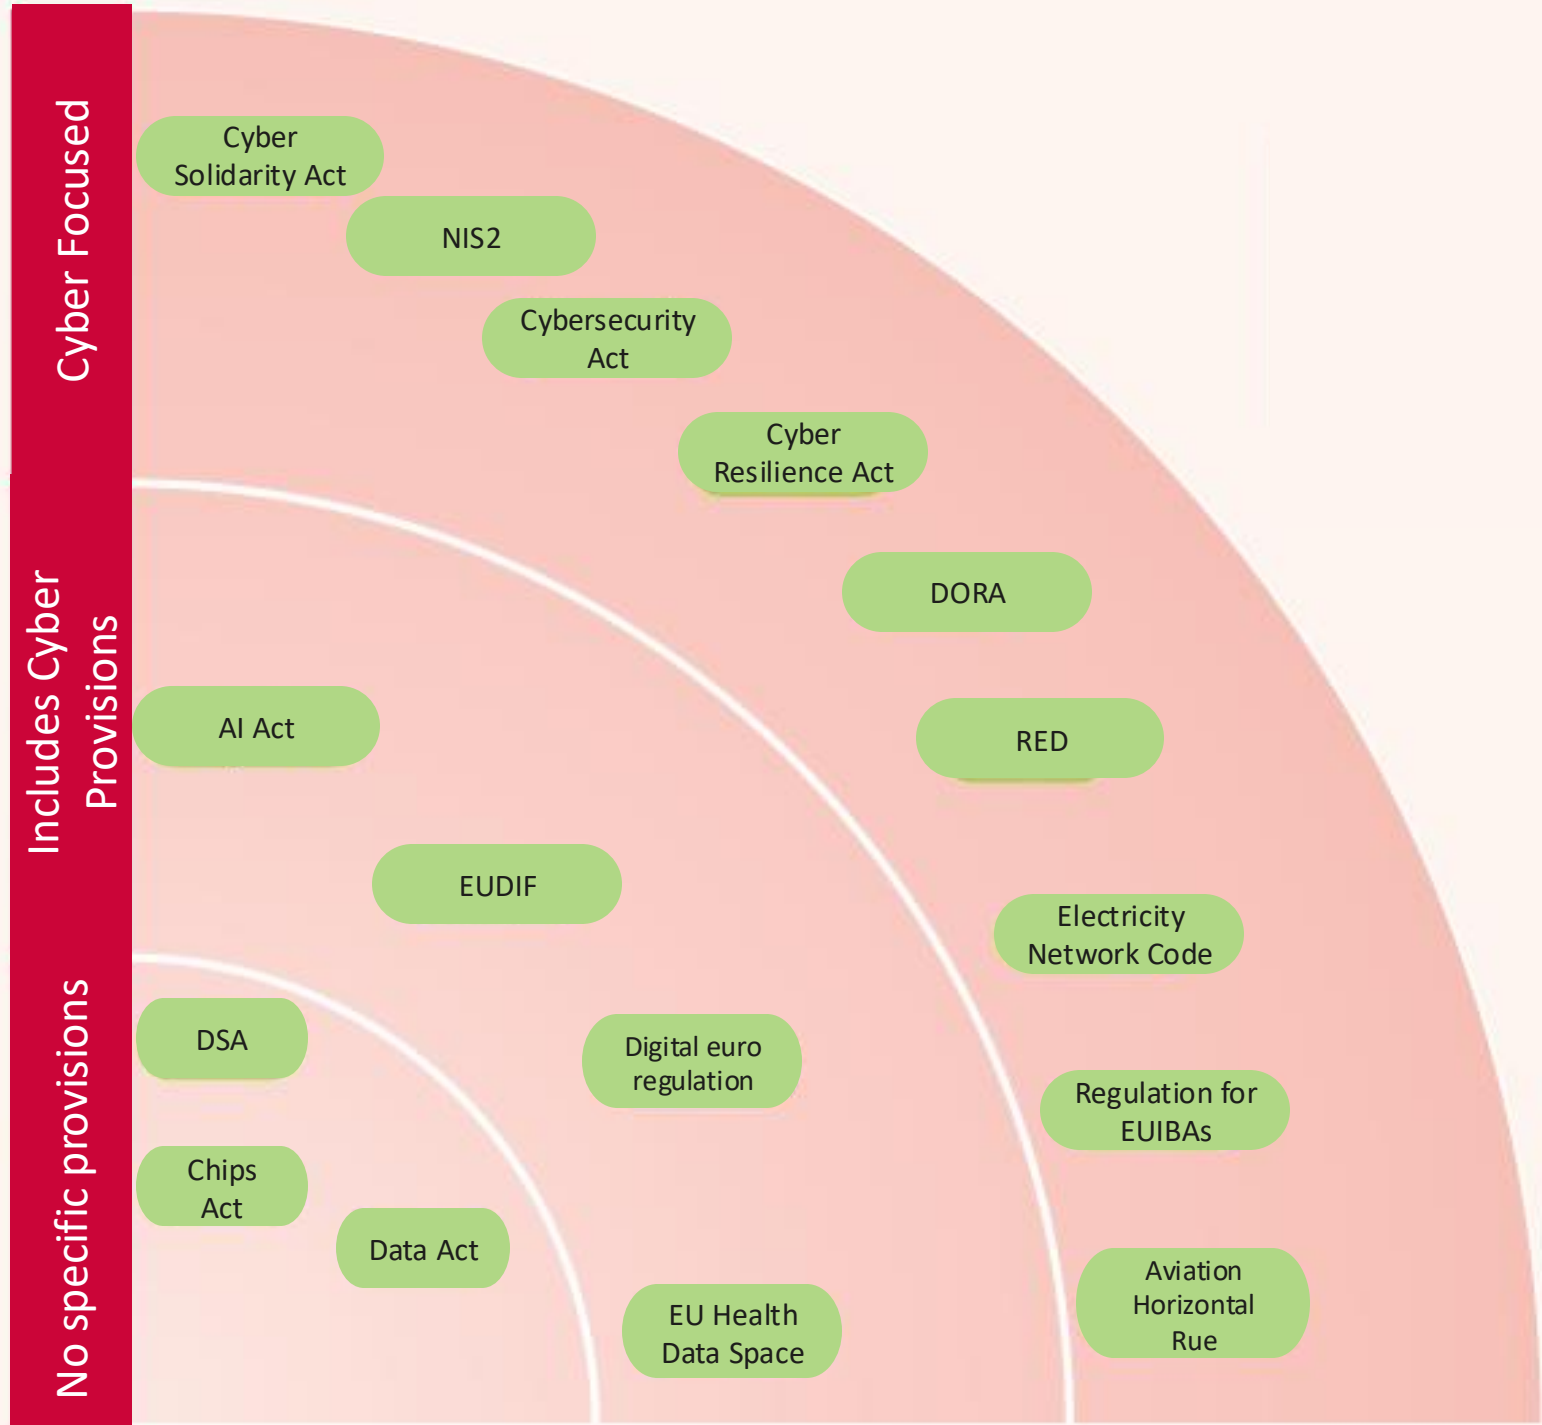 Cyber Focused
Cyber
Solidarity Act
NIS2
Cybersecurity
Act
Cyber
Resilience Act
DORA
RED
Electricity
Network Code
Regulation for
EUIBAs
Aviation
Horizontal
Rue
Includes Cyber
Provisions
AI Act
EUDIF
Digital euro
regulation
EU Health
Data Space
No specific provisions
DSA
Chips
Act
Data Act